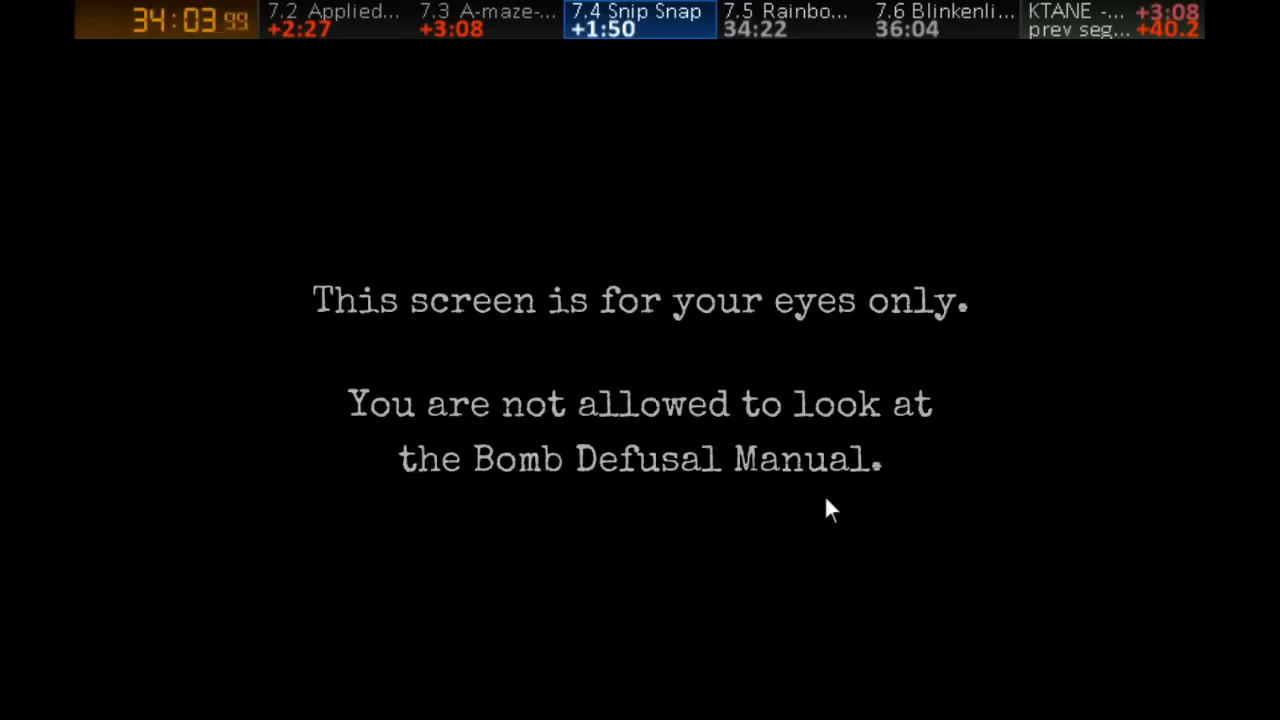 34:03.99 7.2 Applied... 7.3 A-maze-... 7.4 Snip Snap 7.5 Rainbo... 7.6 Blinkenli... KTANE -... +3:08
+2:27 +3:08 +1:50 34:22 36:04 prev seg... +40.2
This screen is for your eyes only.
You are not allowed to look at
the Bomb Defusal Manual.